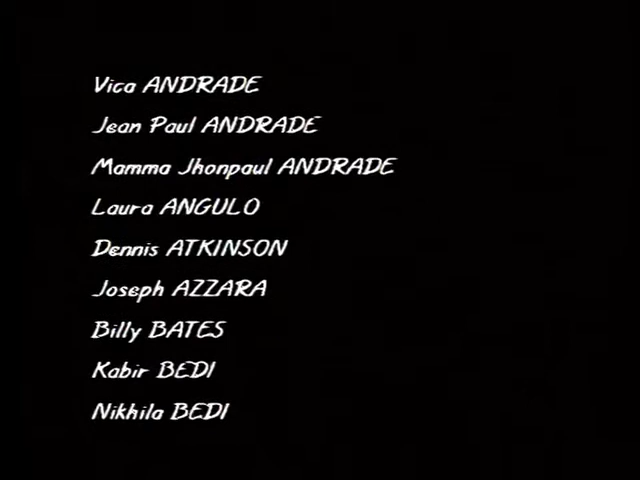 Vica ANDRADE
Jean Paul ANDRADE
Mamma Jhonpaul ANDRADE
Laura ANGULO
Dennis ATKINSON
Joseph AZZARA
Billy BATES
Kabir BEDI
Nikhila BEDI